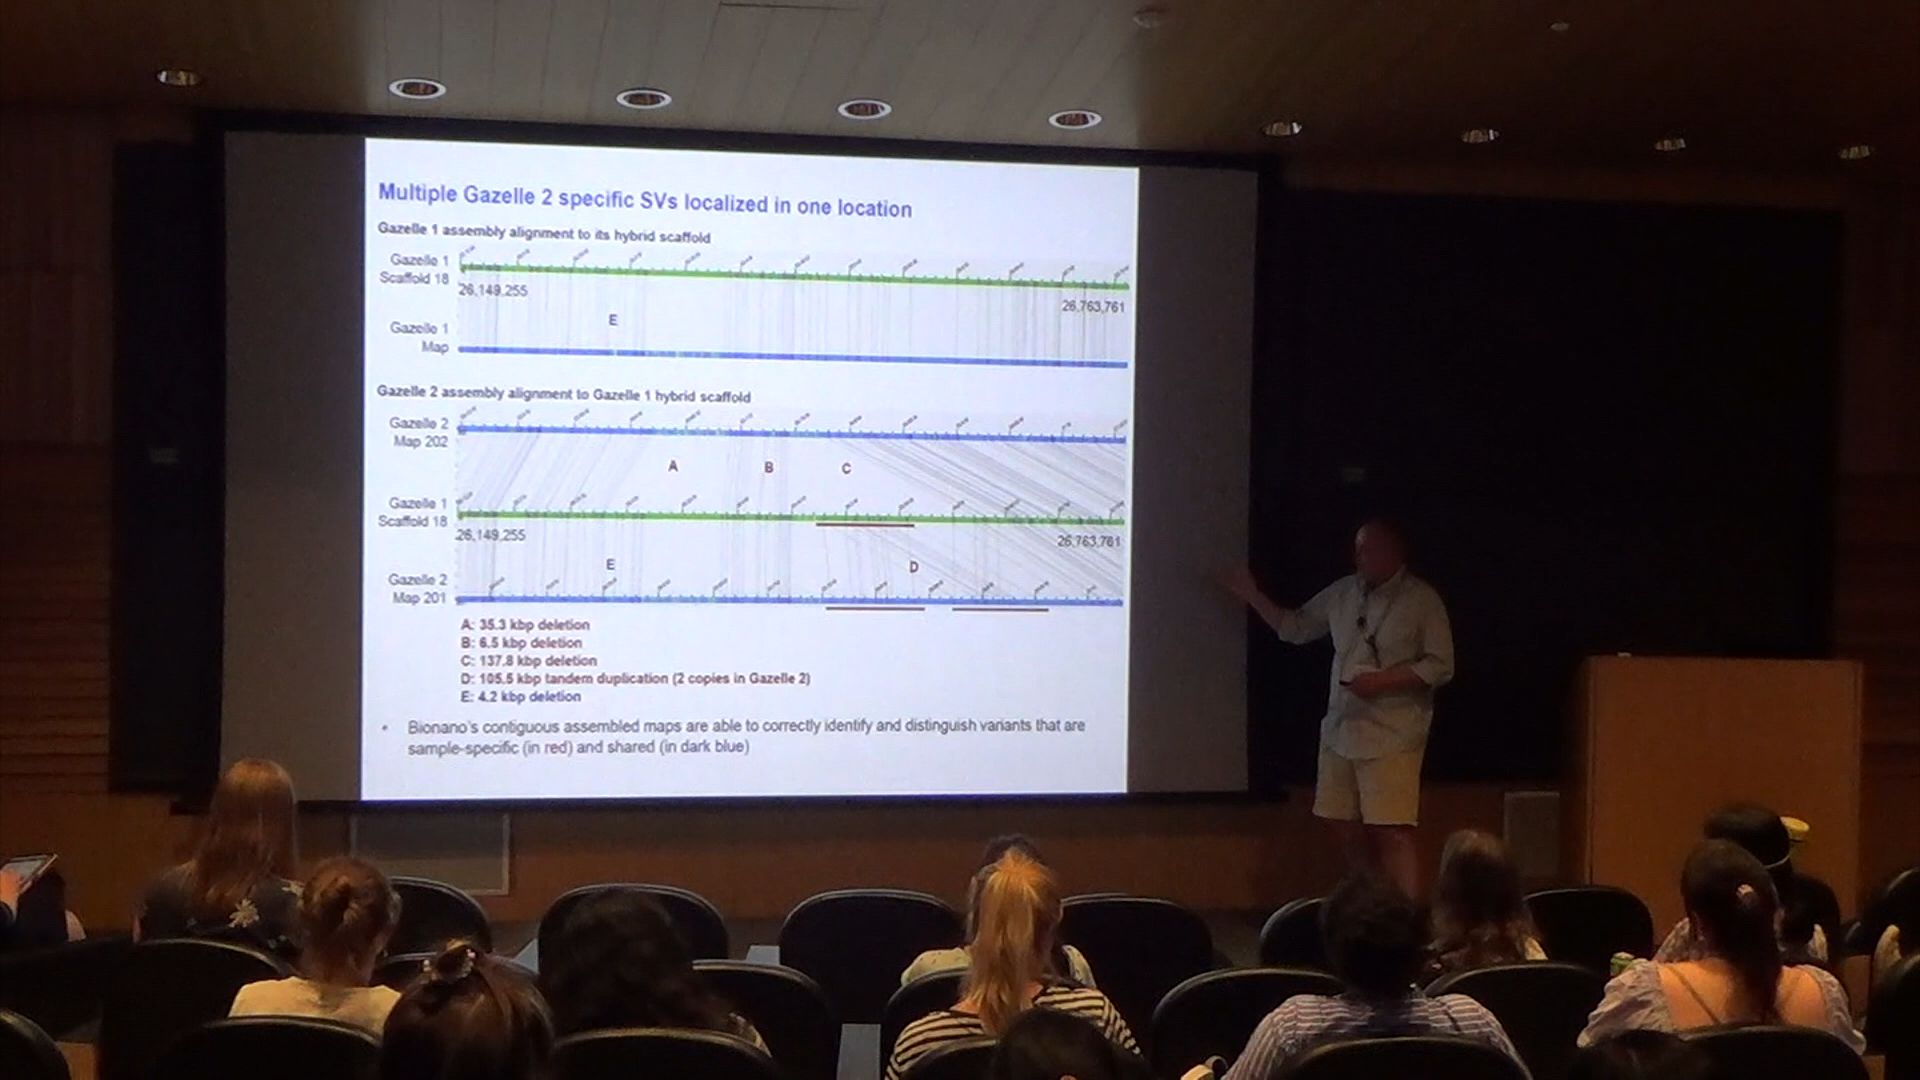 Multiple Gazelle 2 specific SVs localized in one location
Gazelle 1 assembly alignment to its hybrid scaffold
Gazelle 1
Scaffold 18
26,149,255
26,763,761
E
Gazelle 1
Map
Gazelle 2 assembly alignment to Gazelle 1 hybrid scaffold
Gazelle 2
Map 202
A B C
Gazelle 1
Scaffold 18
26,149,255
26,763,761
E D
Gazelle 2
Map 201
A: 35.3 kbp deletion
B: 6.5 kbp deletion
C: 137.8 kbp deletion
D: 105.5 kbp tandem duplication (2 copies in Gazelle 2)
E: 4.2 kbp deletion
• Bionano's contiguous assembled maps are able to correctly identify and distinguish variants that are
sample-specific (in red) and shared (in dark blue)